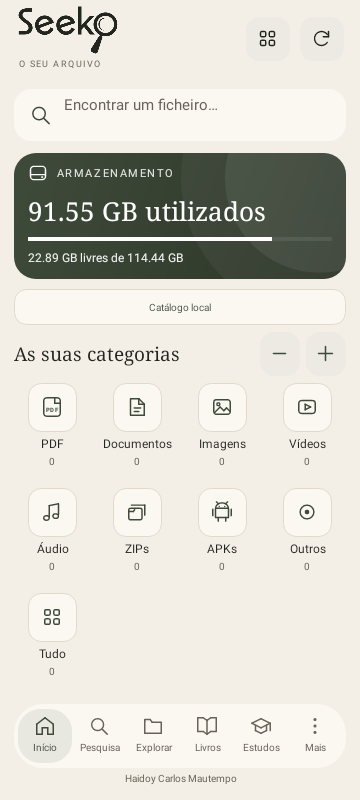 Seeko
O SEU ARQUIVO
Encontrar um ficheiro...
ARMAZENAMENTO
91.55 GB utilizados
22.89 GB livres de 114.44 GB
Catálogo local
As suas categorias
PDF
PDF Documentos Imagens Vídeos
0 0 0 0
Áudio ZIPs APKs Outros
0 0 0 0
Tudo
0
Início Pesquisa Explorar Livros Estudos Mais
Haidoy Carlos Mautempo